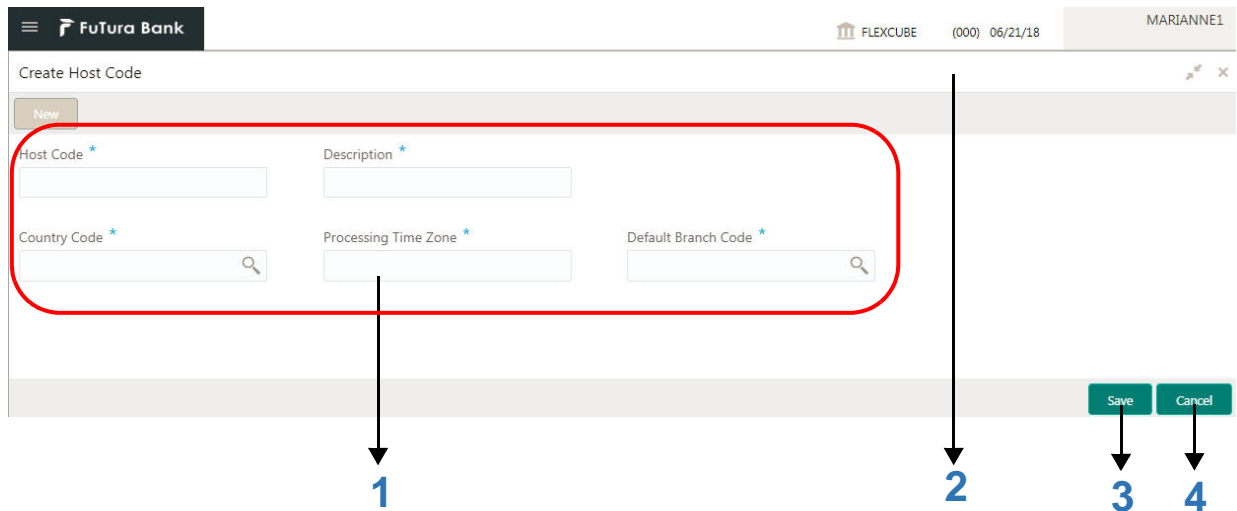 FuTura Bank FLEXCUBE (000) 06/21/18 MARIANNE1
Create Host Code
New
Host Code * Description *
Country Code * Processing Time Zone * Default Branch Code *
Save Cancel
1 2 3 4